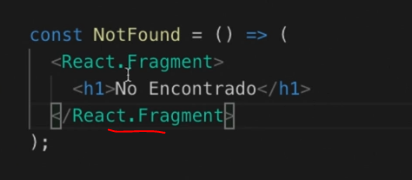 const NotFound = () => (
<React.Fragment>
<h1>No Encontrado</h1>
</React.Fragment>
);